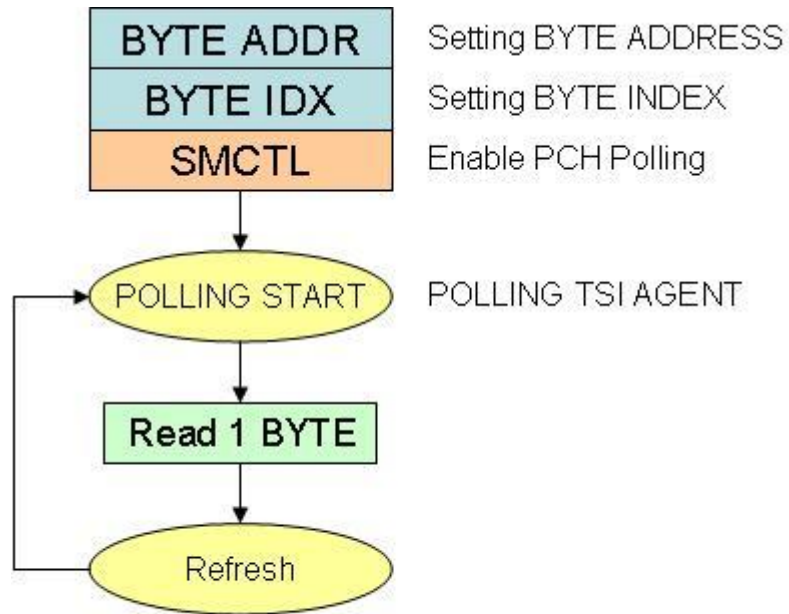 BYTE ADDR Setting BYTE ADDRESS
BYTE IDX Setting BYTE INDEX
SMCTL Enable PCH Polling
POLLING START POLLING TSI AGENT
Read 1 BYTE
Refresh